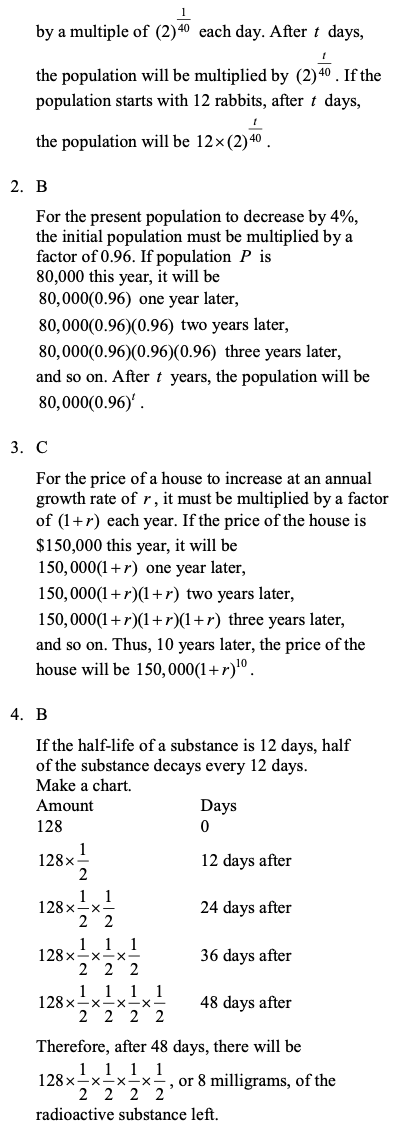 by a multiple of (2)^(1/40) each day. After t days,
the population will be multiplied by (2)^(t/40). If the
population starts with 12 rabbits, after t days,
the population will be 12×(2)^(t/40).
2. B
For the present population to decrease by 4%,
the initial population must be multiplied by a
factor of 0.96. If population P is
80,000 this year, it will be
80,000(0.96) one year later,
80,000(0.96)(0.96) two years later,
80,000(0.96)(0.96)(0.96) three years later,
and so on. After t years, the population will be
80,000(0.96)^t.
3. C
For the price of a house to increase at an annual
growth rate of r, it must be multiplied by a factor
of (1+r) each year. If the price of the house is
$150,000 this year, it will be
150,000(1+r) one year later,
150,000(1+r)(1+r) two years later,
150,000(1+r)(1+r)(1+r) three years later,
and so on. Thus, 10 years later, the price of the
house will be 150,000(1+r)^10.
4. B
If the half-life of a substance is 12 days, half
of the substance decays every 12 days.
Make a chart.
Amount Days
128 0
128×1/2 12 days after
128×1/2×1/2 24 days after
128×1/2×1/2×1/2 36 days after
128×1/2×1/2×1/2×1/2 48 days after
Therefore, after 48 days, there will be
128×1/2×1/2×1/2×1/2, or 8 milligrams, of the
radioactive substance left.